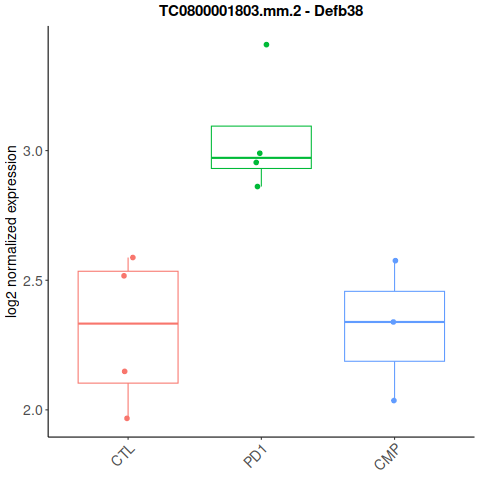 TC0800001803.mm.2 - Defb38
log2 normalized expression
3.0
2.5
2.0
CTL
PD1
CMP